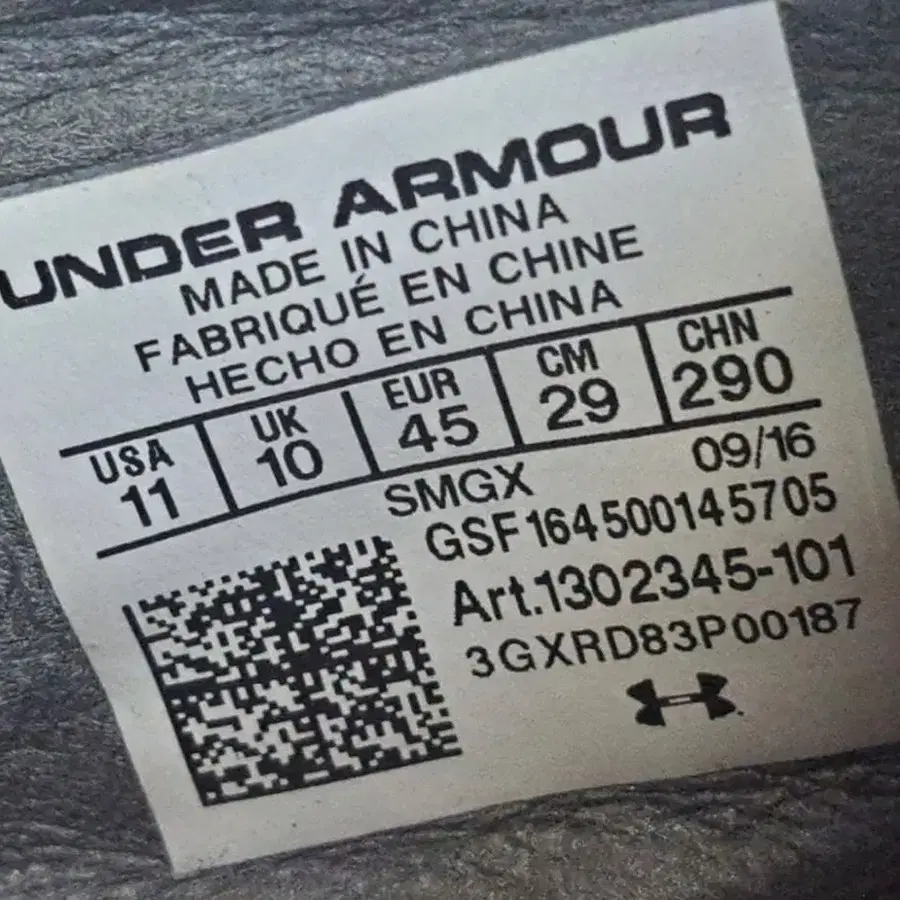 UNDER ARMOUR
MADE IN CHINA
FABRIQUÉ EN CHINE
HECHO EN CHINA
USA UK EUR CM CHN
11 10 45 29 290
SMGX 09/16
GSF164500145705
Art.1302345-101
3GXRD83P00187